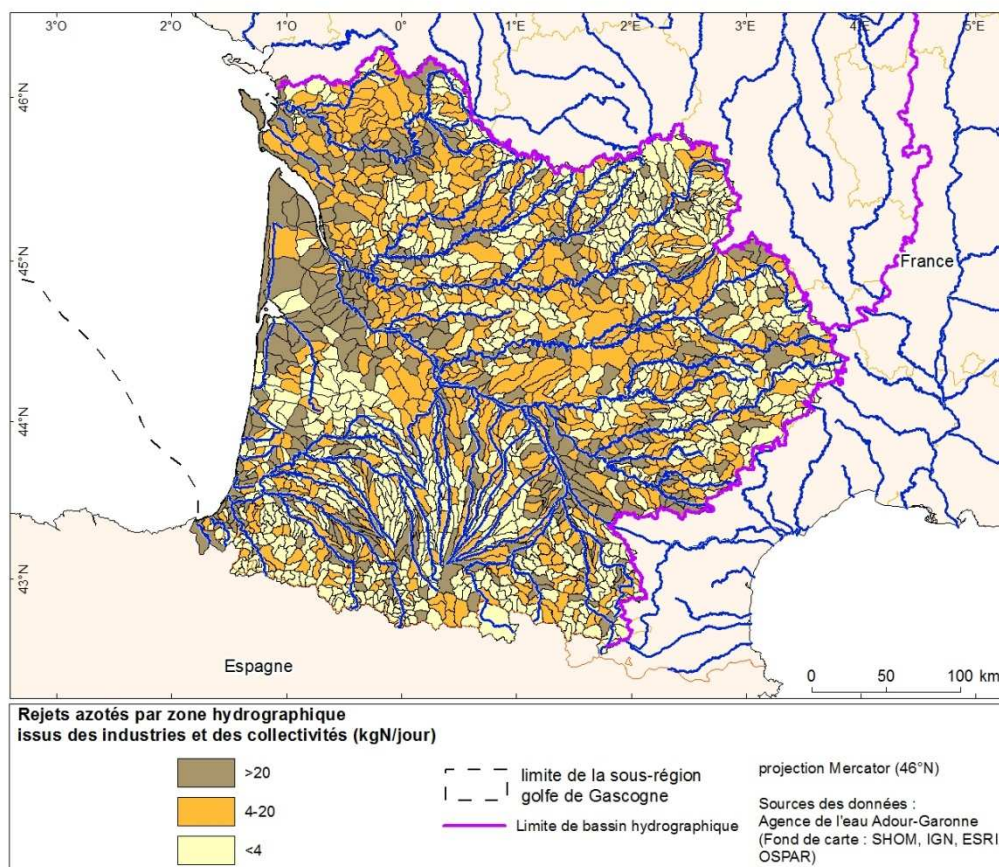 3°O 2°O 1°O 0° 1°E 2°E 3°E 4°E 5°E
46°N
45°N
France
44°N
43°N
Espagne
0 50 100 km
Rejets azotés par zone hydrographique
issus des industries et des collectivités (kgN/jour)
>20
4-20
<4
limite de la sous-région
golfe de Gascogne
Limite de bassin hydrographique
projection Mercator (46°N)
Sources des données :
Agence de l'eau Adour-Garonne
(Fond de carte : SHOM, IGN, ESRI
OSPAR)